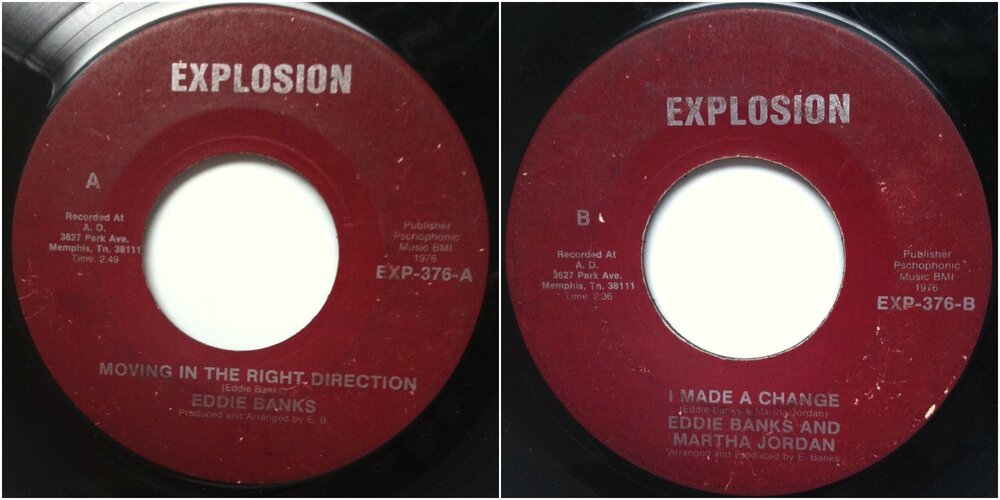 EXPLOSION
A
Recorded At
A. D.
3627 Park Ave.
Memphis, Tn. 38111
Time: 2:49
Publisher
Pschophonic
Music BMI
1976
EXP-376-A
MOVING IN THE RIGHT DIRECTION
(Eddie Banks)
EDDIE BANKS
Produced and Arranged by E. B.
EXPLOSION
B
Recorded At
A. D.
3627 Park Ave.
Memphis, Tn. 38111
Time: 2:36
Publisher
Pschophonic
Music BMI
1976
EXP-376-B
I MADE A CHANGE
(Eddie Banks & Martha Jordan)
EDDIE BANKS AND
MARTHA JORDAN
Arranged and Produced by E. Banks